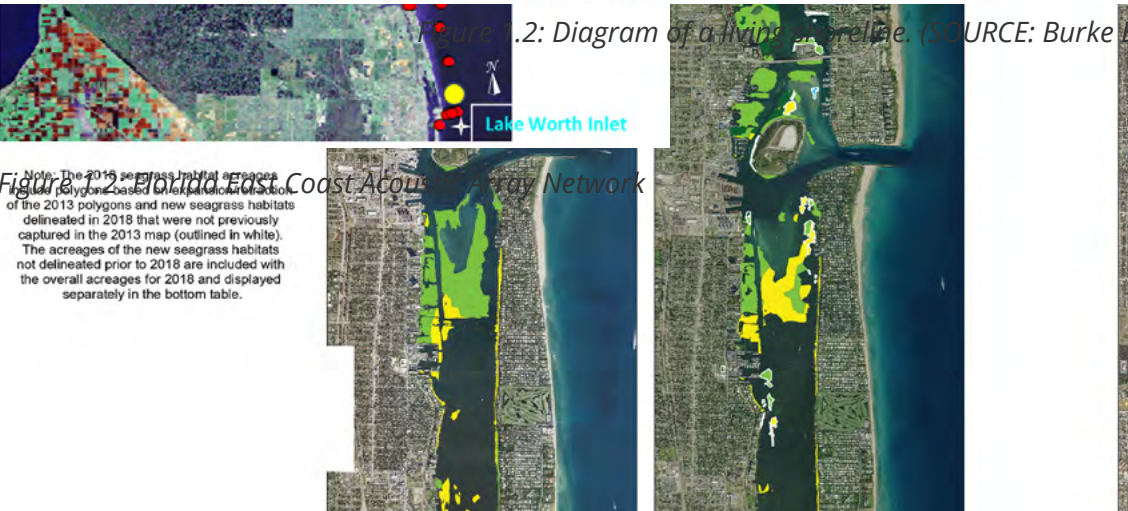 Figure 1.2: Diagram of a living shoreline. (SOURCE: Burke
N
Lake Worth Inlet
Figure 1.2: Florida East Coast Acoustic Array Network
Note: The 2018 seagrass habitat acreages
include polygons based on expansion/retraction
of the 2013 polygons and new seagrass habitats
delineated in 2018 that were not previously
captured in the 2013 map (outlined in white).
The acreages of the new seagrass habitats
not delineated prior to 2018 are included with
the overall acreages for 2018 and displayed
separately in the bottom table.